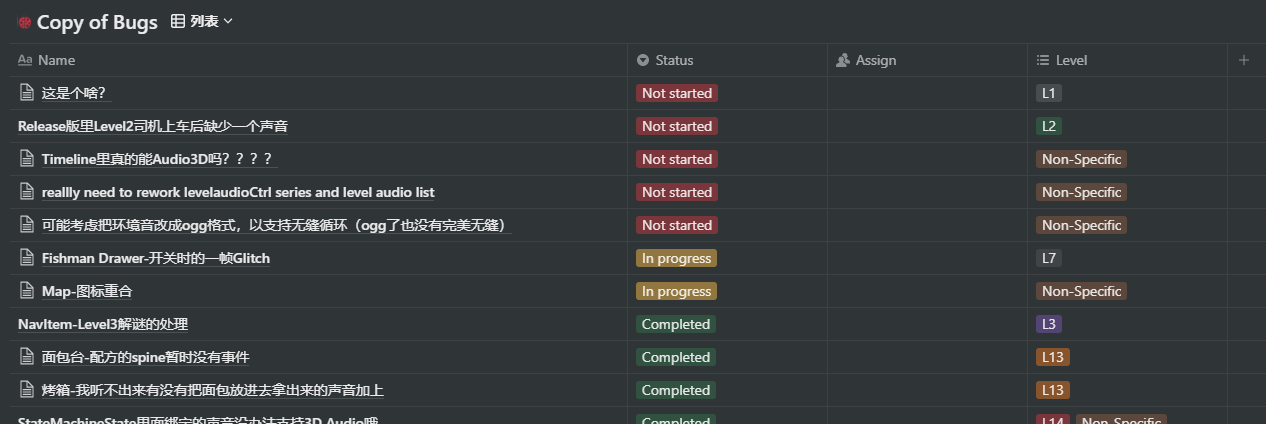 Copy of Bugs 列表
Aa Name Status Assign Level
这是个啥? Not started L1
Release版里Level2司机上车后缺少一个声音 Not started L2
Timeline里真的能Audio3D吗？？？？ Not started Non-Specific
reallly need to rework levelaudioCtrl series and level audio list Not started Non-Specific
可能考虑把环境音改成ogg格式，以支持无缝循环（ogg了也没有完美无缝） Not started Non-Specific
Fishman Drawer-开关时的一帧Glitch In progress L7
Map-图标重合 In progress Non-Specific
NavItem-Level3解谜的处理 Completed L3
面包台-配方的spine暂时没有事件 Completed L13
烤箱-我听不出来有没有把面包放进去拿出来的声音加上 Completed L13
StateMachineState里面绑定的声音没办法支持3D Audio哦 Completed L14 Non-Specific